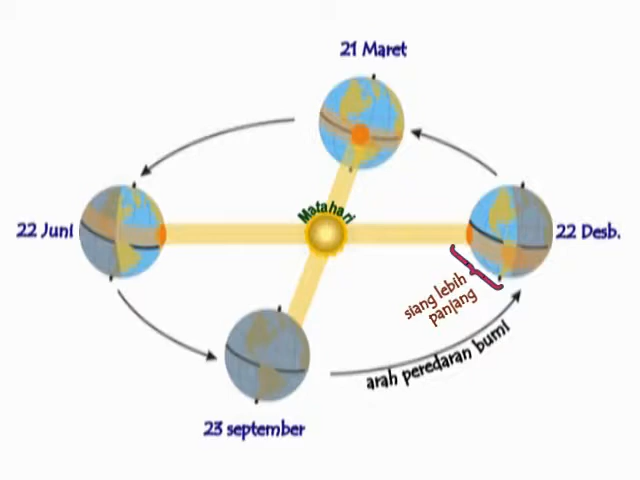 21 Maret
Matahari
22 Juni
22 Desb.
siang lebih
panjang
arah peredaran bumi
23 september